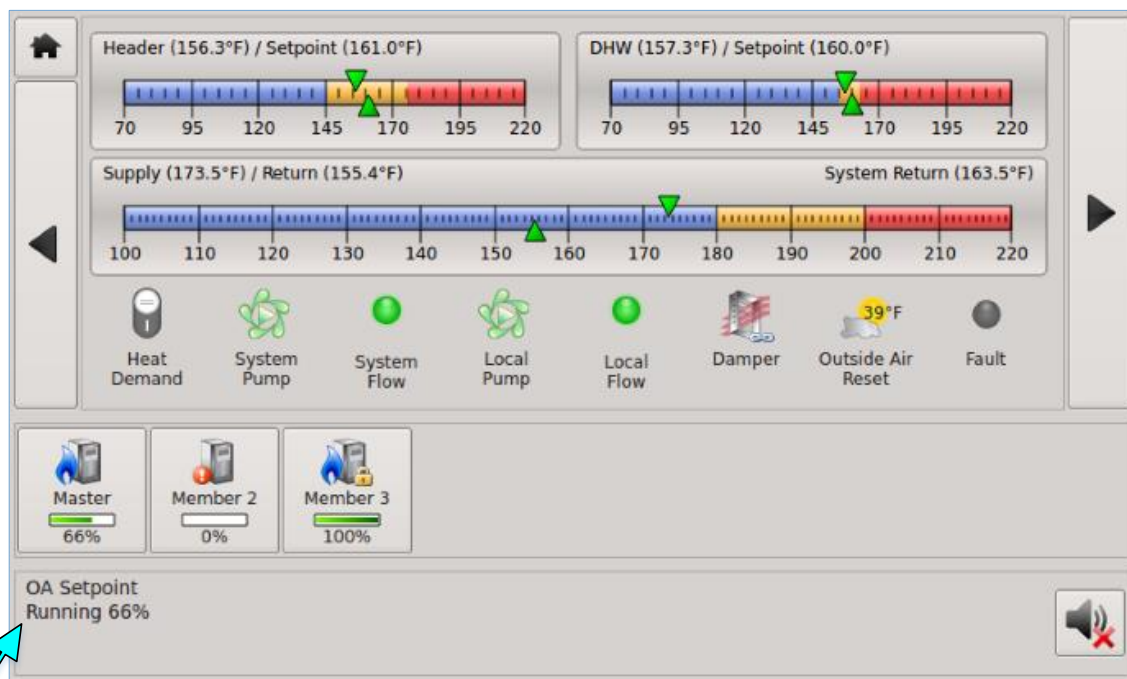 Header (156.3°F) / Setpoint (161.0°F)
70 95 120 145 170 195 220
DHW (157.3°F) / Setpoint (160.0°F)
70 95 120 145 170 195 220
Supply (173.5°F) / Return (155.4°F) System Return (163.5°F)
100 110 120 130 140 150 160 170 180 190 200 210 220
39°F
Heat
Demand
System
Pump
System
Flow
Local
Pump
Local
Flow
Damper
Outside Air
Reset
Fault
Master
66%
Member 2
0%
Member 3
100%
OA Setpoint
Running 66%